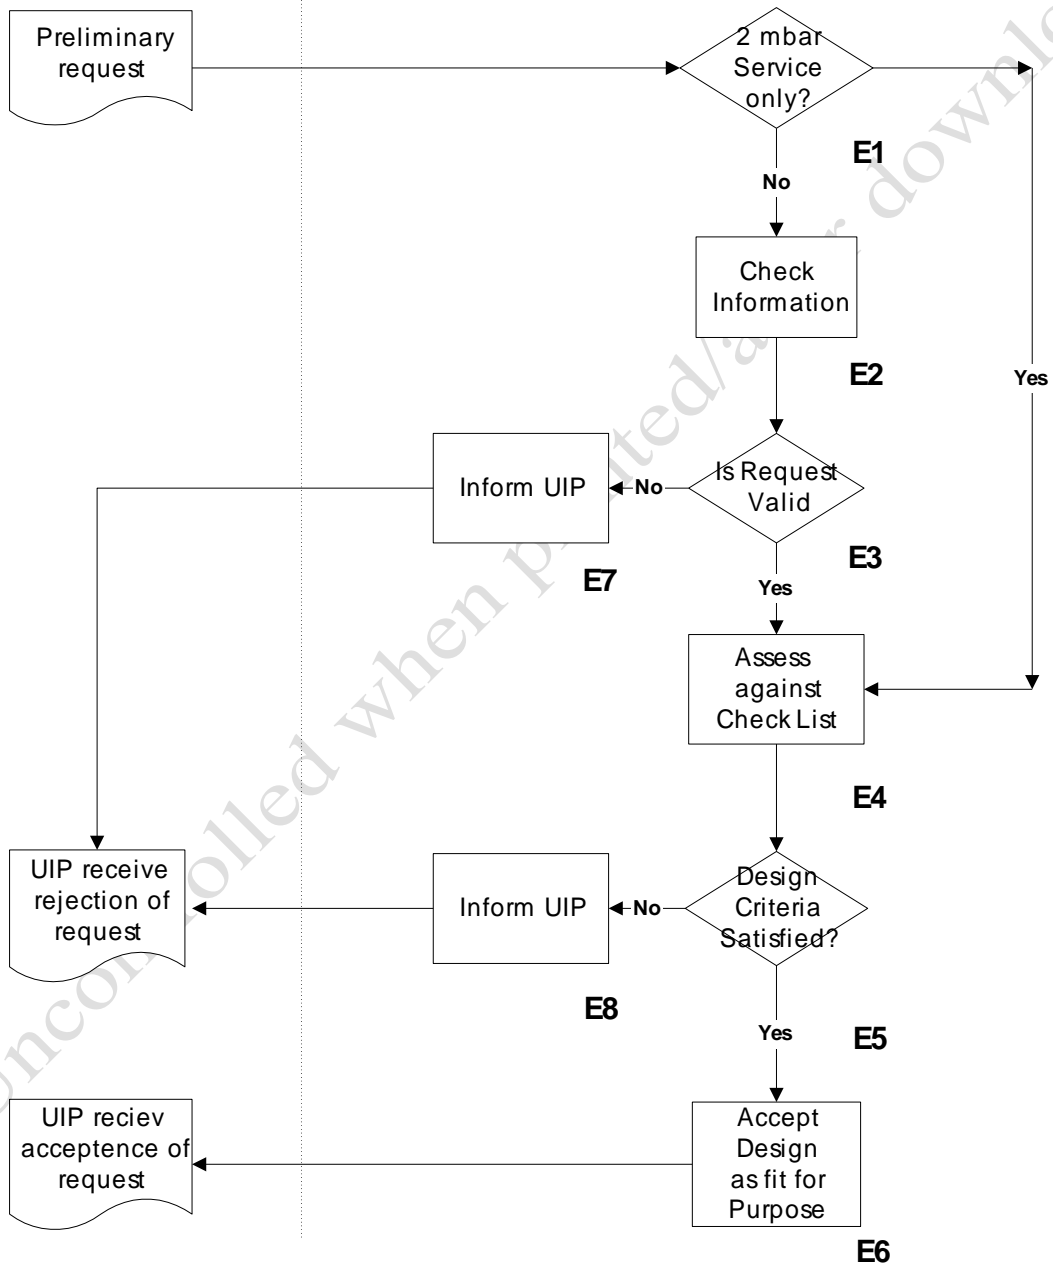 Preliminary
request
2 mbar
Service
only?
E1
No
Check
Information
E2
Yes
Inform UIP
No
Is Request
Valid
E3
E7
Yes
Assess
against
Check List
E4
UIP receive
rejection of
request
Inform UIP
No
Design
Criteria
Satisfied?
E8
Yes
E5
UIP reciev
acceptence of
request
Accept
Design
as fit for
Purpose
E6